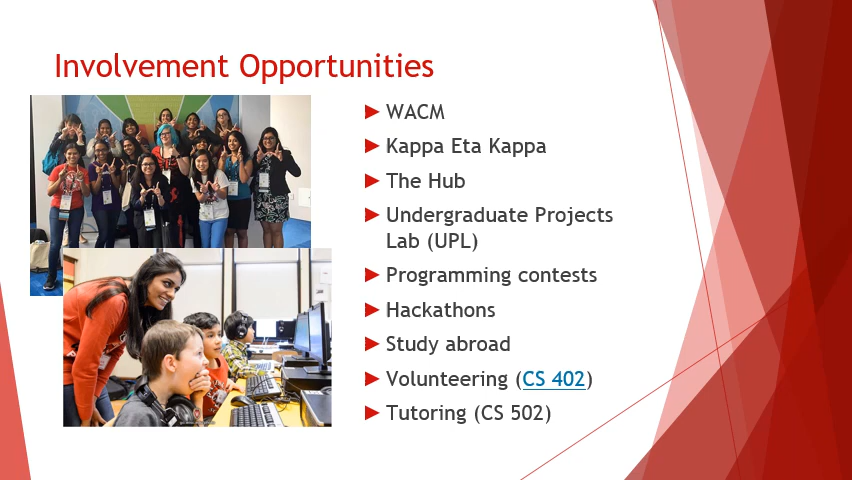 Involvement Opportunities
WACM
Kappa Eta Kappa
The Hub
Undergraduate Projects
Lab (UPL)
Programming contests
Hackathons
Study abroad
Volunteering (CS 402)
Tutoring (CS 502)